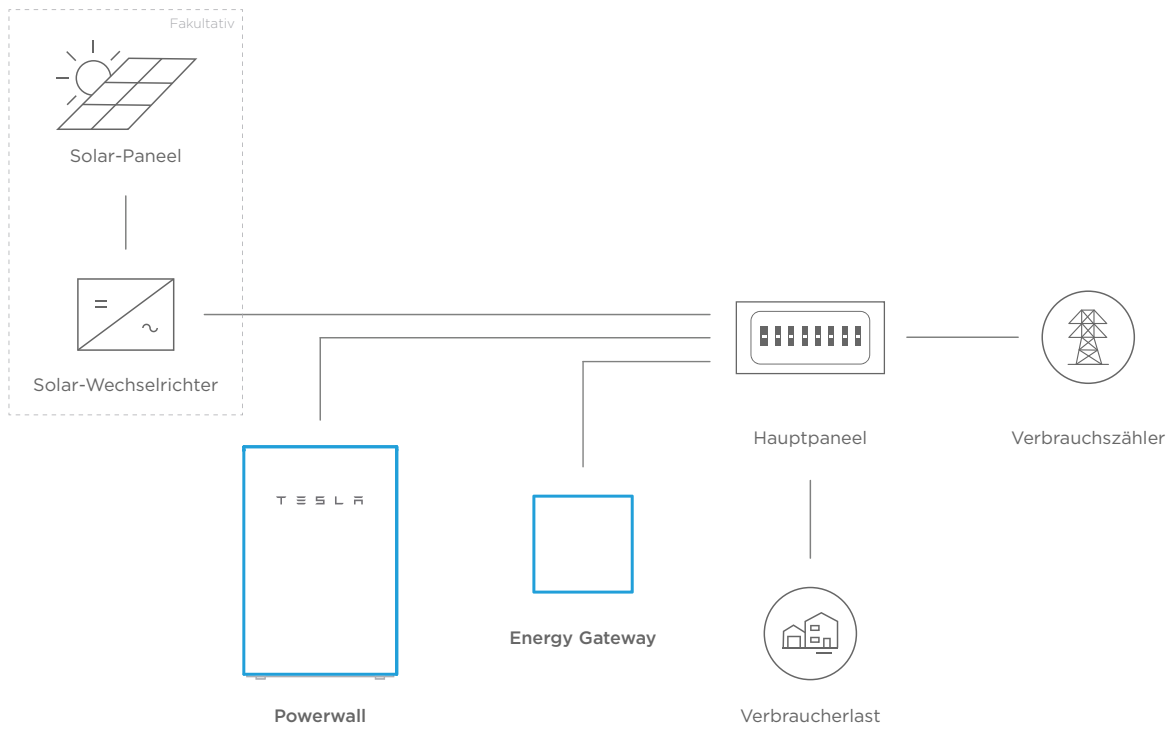 Fakultativ
Solar-Paneel
Solar-Wechselrichter
Hauptpaneel
Verbrauchszähler
TESLA
Energy Gateway
Powerwall
Verbraucherlast